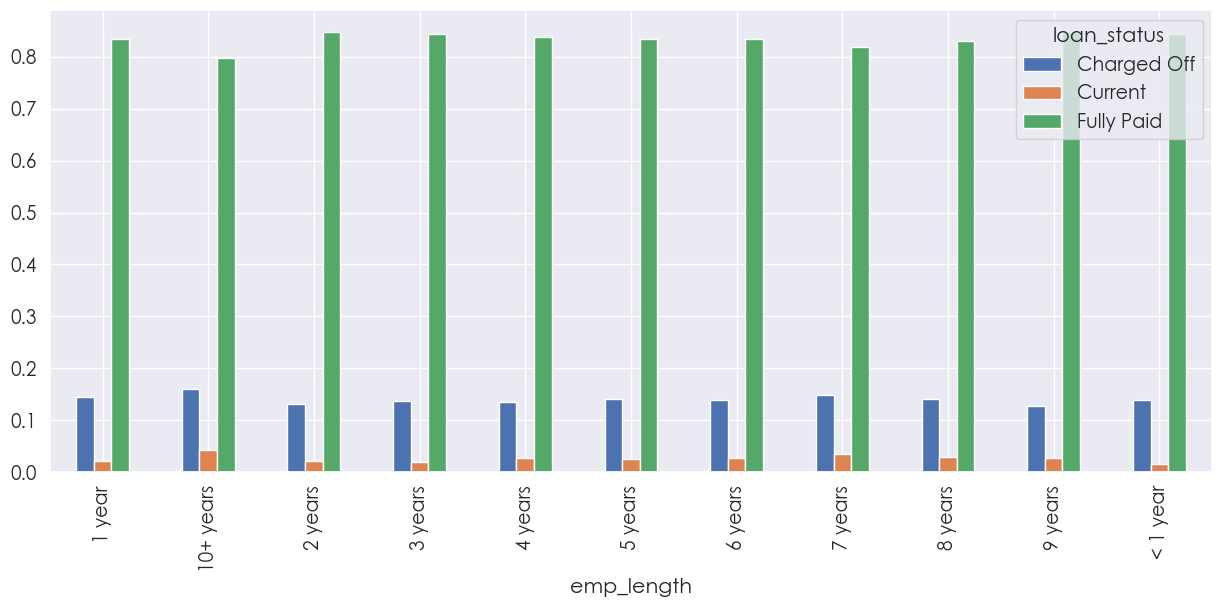 loan_status
Charged Off
Current
Fully Paid
0.8
0.7
0.6
0.5
0.4
0.3
0.2
0.1
0.0
1 year
10+ years
2 years
3 years
4 years
5 years
6 years
7 years
8 years
9 years
< 1 year
emp_length